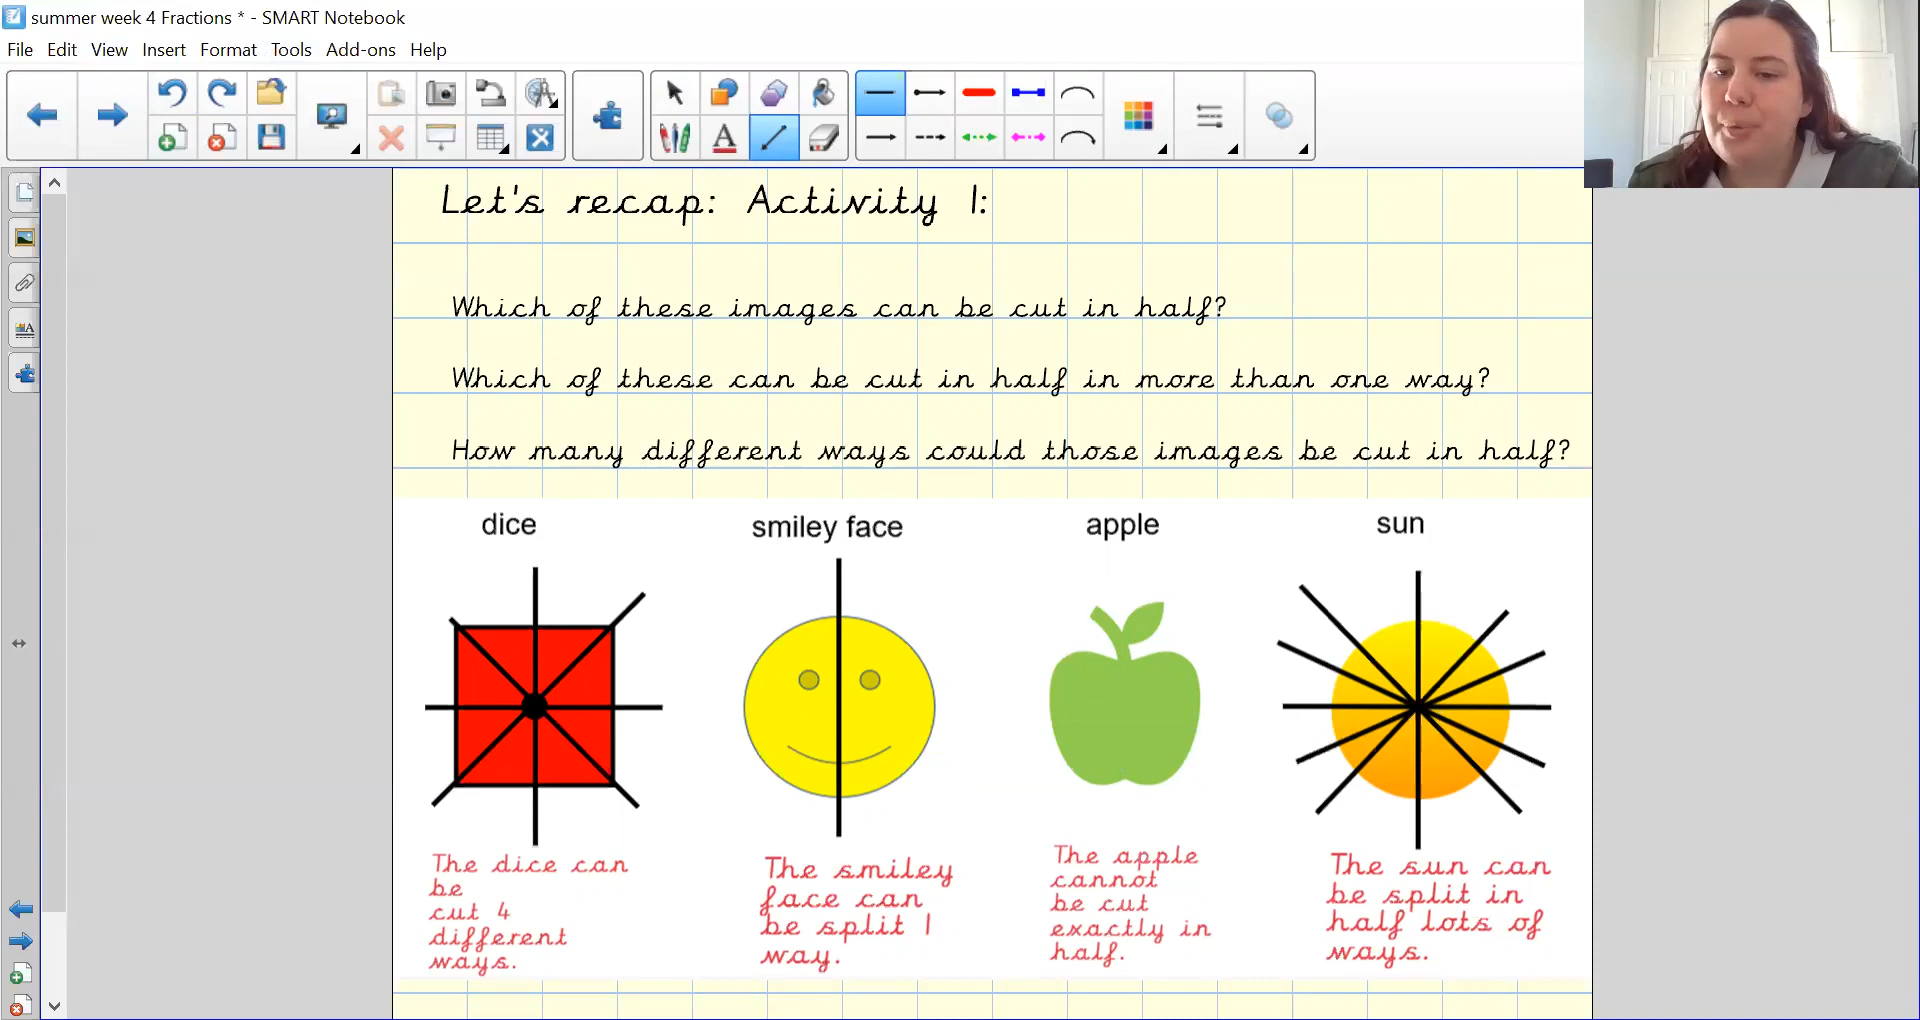 summer week 4 Fractions * - SMART Notebook
File Edit View Insert Format Tools Add-ons Help
Let's recap: Activity 1:
Which of these images can be cut in half?
Which of these can be cut in half in more than one way?
How many different ways could those images be cut in half?
dice
smiley face
apple
sun
The dice can
be
cut 4
different
ways.
The smiley
face can
be split 1
way.
The apple
cannot
be cut
exactly in
half.
The sun can
be split in
half lots of
ways.